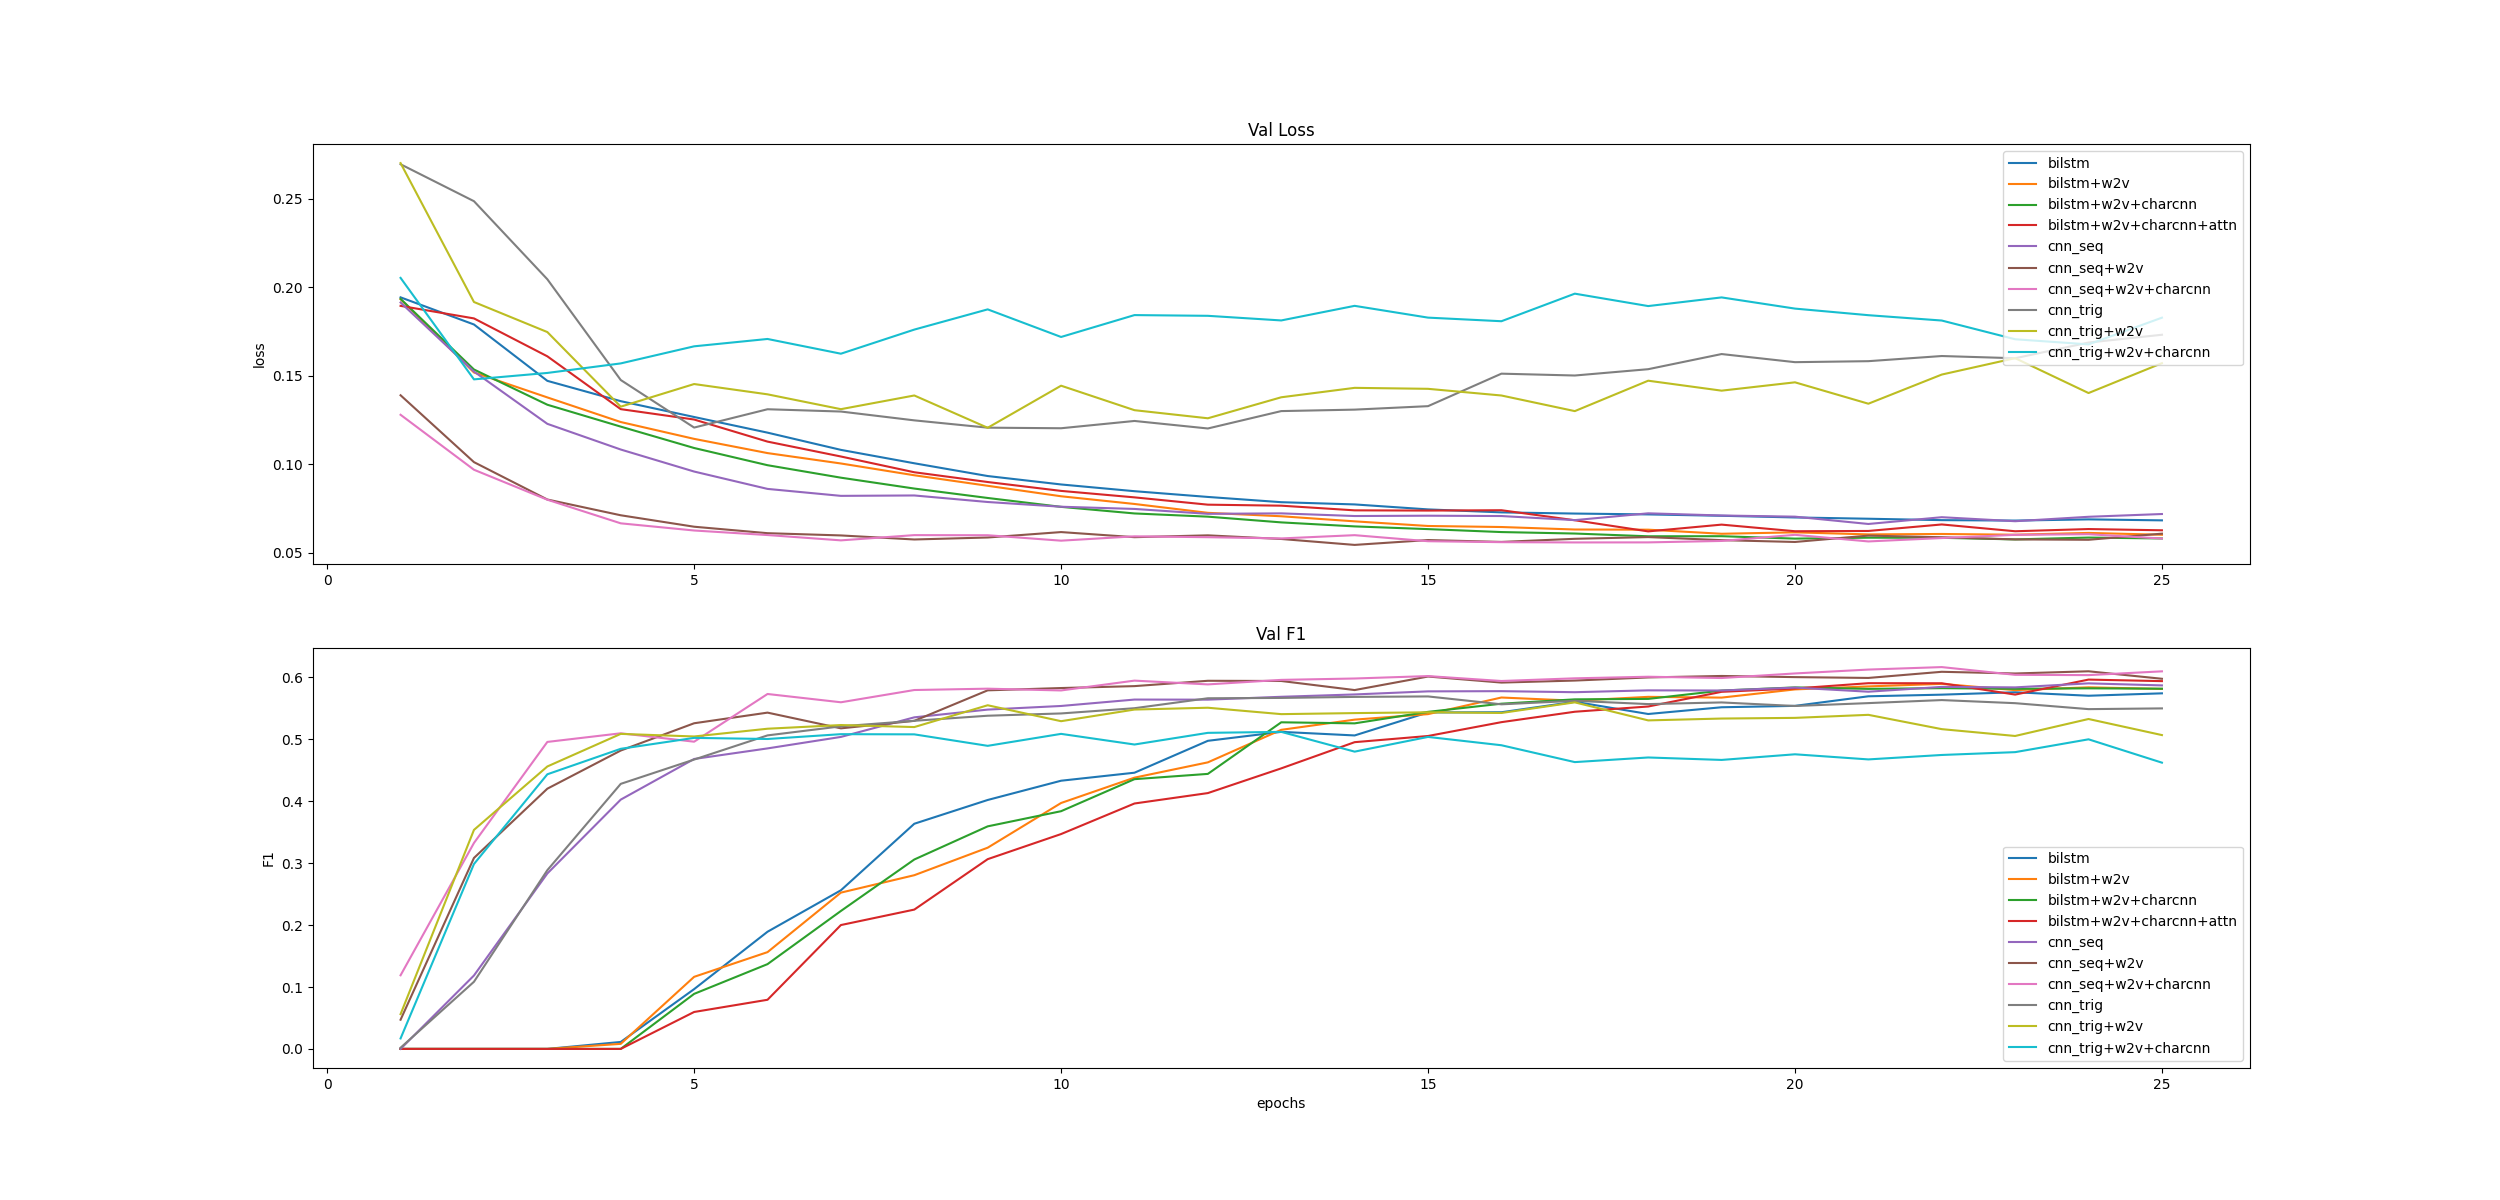 Val Loss
loss
0.25
0.20
0.15
0.10
0.05
0 5 10 15 20 25
bilstm
bilstm+w2v
bilstm+w2v+charcnn
bilstm+w2v+charcnn+attn
cnn_seq
cnn_seq+w2v
cnn_seq+w2v+charcnn
cnn_trig
cnn_trig+w2v
cnn_trig+w2v+charcnn
Val F1
F1
0.6
0.5
0.4
0.3
0.2
0.1
0.0
0 5 10 15 20 25
epochs
bilstm
bilstm+w2v
bilstm+w2v+charcnn
bilstm+w2v+charcnn+attn
cnn_seq
cnn_seq+w2v
cnn_seq+w2v+charcnn
cnn_trig
cnn_trig+w2v
cnn_trig+w2v+charcnn